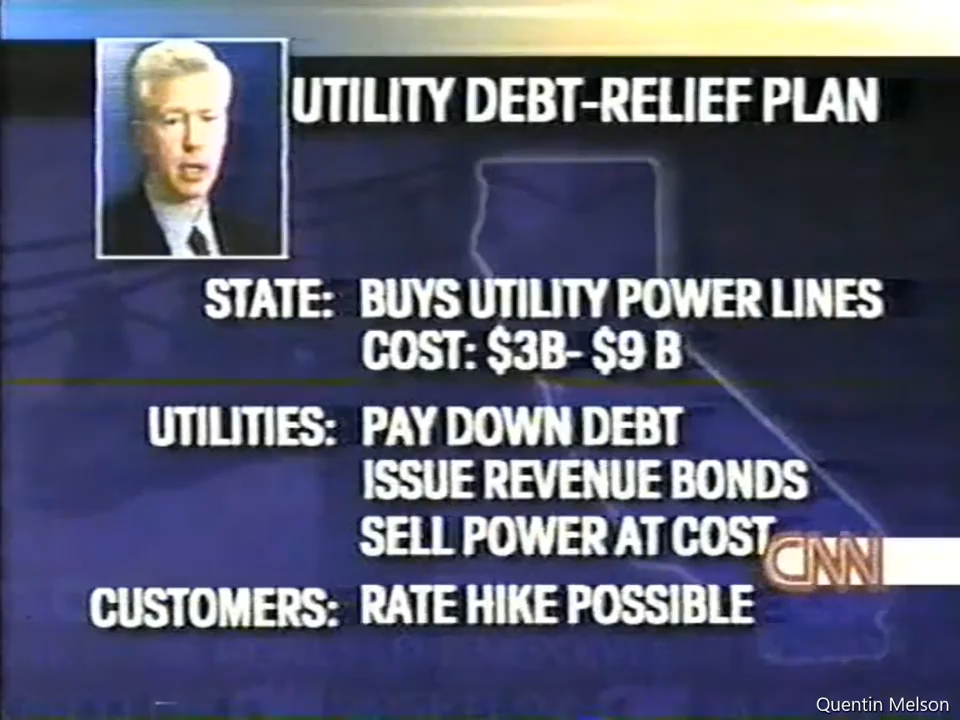 UTILITY DEBT-RELIEF PLAN
STATE: BUYS UTILITY POWER LINES
COST: $3B- $9 B
UTILITIES: PAY DOWN DEBT
ISSUE REVENUE BONDS
SELL POWER AT COST
CNN
CUSTOMERS: RATE HIKE POSSIBLE
Quentin Melson